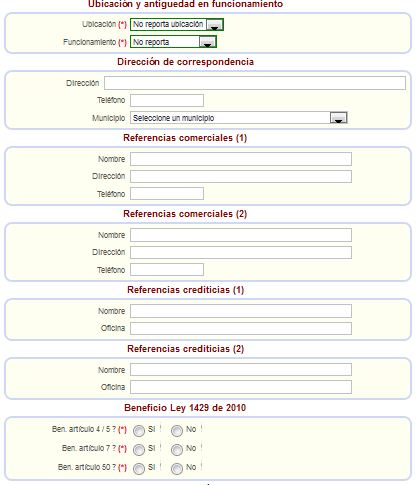 Ubicación y antiguedad en funcionamiento
Ubicación (*) No reporta ubicación
Funcionamiento (*) No reporta
Dirección de correspondencia
Dirección
Teléfono
Municipio Seleccione un municipio
Referencias comerciales (1)
Nombre
Dirección
Teléfono
Referencias comerciales (2)
Nombre
Dirección
Teléfono
Referencias crediticias (1)
Nombre
Oficina
Referencias crediticias (2)
Nombre
Oficina
Beneficio Ley 1429 de 2010
Ben. artículo 4 / 5 ? (*) SI No
Ben. artículo 7 ? (*) SI No
Ben. artículo 50 ? (*) SI No